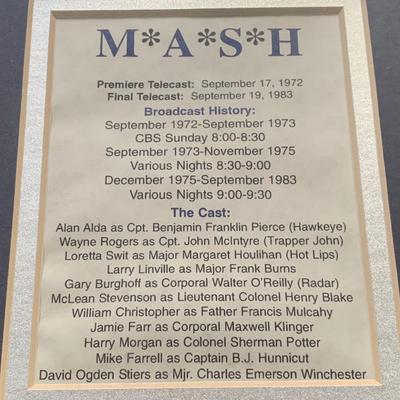 M*A*S*H
Premiere Telecast: September 17, 1972
Final Telecast: September 19, 1983
Broadcast History:
September 1972-September 1973
CBS Sunday 8:00-8:30
September 1973-November 1975
Various Nights 8:30-9:00
December 1975-September 1983
Various Nights 9:00-9:30
The Cast:
Alan Alda as Cpt. Benjamin Franklin Pierce (Hawkeye)
Wayne Rogers as Cpt. John McIntyre (Trapper John)
Loretta Swit as Major Margaret Houlihan (Hot Lips)
Larry Linville as Major Frank Burns
Gary Burghoff as Corporal Walter O'Reilly (Radar)
McLean Stevenson as Lieutenant Colonel Henry Blake
William Christopher as Father Francis Mulcahy
Jamie Farr as Corporal Maxwell Klinger
Harry Morgan as Colonel Sherman Potter
Mike Farrell as Captain B.J. Hunnicut
David Ogden Stiers as Mjr. Charles Emerson Winchester